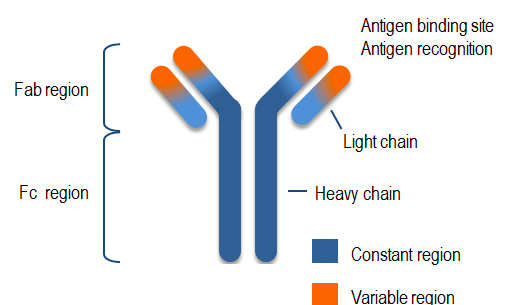 Antigen binding site
Antigen recognition
Fab region
Light chain
Fc region
Heavy chain
Constant region
Variable region